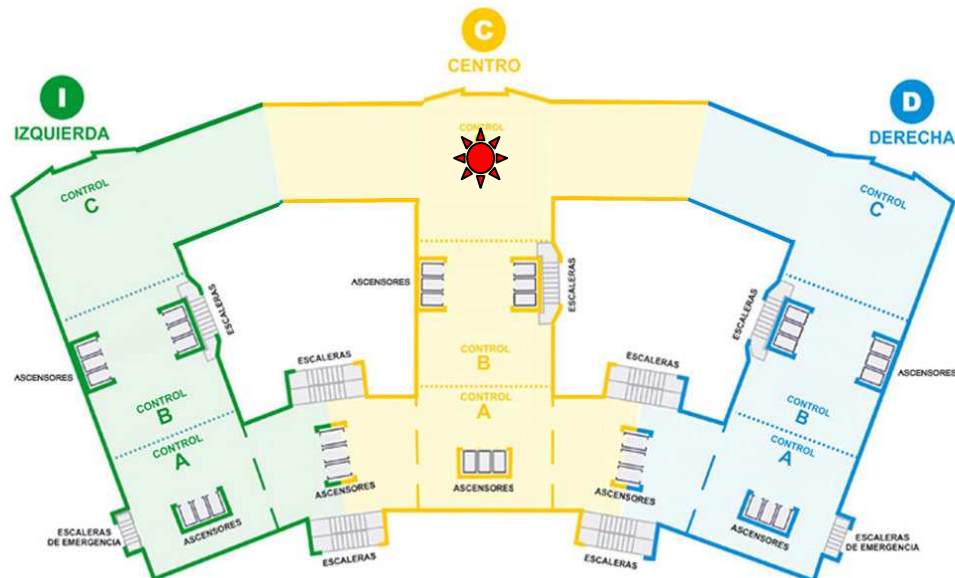 C
CENTRO
I
IZQUIERDA
D
DERECHA
CONTROL
CONTROL
C
CONTROL
C
ASCENSORES
ESCALERAS
ESCALERAS
ESCALERAS
ASCENSORES
ASCENSORES
ESCALERAS
ESCALERAS
CONTROL
B
CONTROL
B
CONTROL
B
CONTROL
A
CONTROL
A
CONTROL
A
ASCENSORES
ASCENSORES
ASCENSORES
ASCENSORES
ASCENSORES
ESCALERAS
DE EMERGENCIA
ESCALERAS
DE EMERGENCIA
ESCALERAS
ESCALERAS